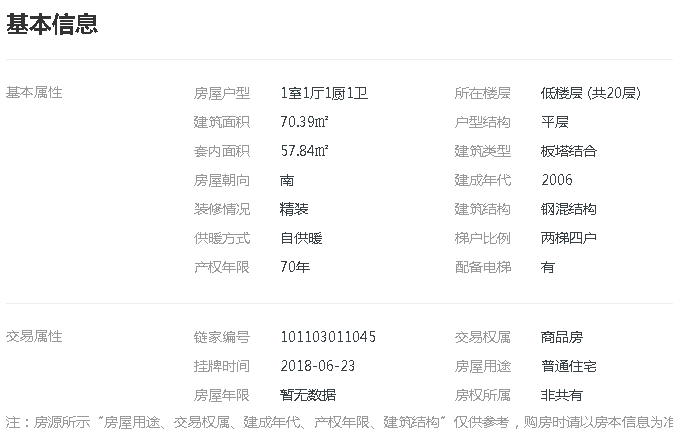 基本信息
基本属性 房屋户型 1室1厅1厨1卫 所在楼层 低楼层 (共20层)
建筑面积 70.39㎡ 户型结构 平层
套内面积 57.84㎡ 建筑类型 板塔结合
房屋朝向 南 建成年代 2006
装修情况 精装 建筑结构 钢混结构
供暖方式 自供暖 梯户比例 两梯四户
产权年限 70年 配备电梯 有
交易属性 链家编号 101103011045 交易权属 商品房
挂牌时间 2018-06-23 房屋用途 普通住宅
房屋年限 暂无数据 房权所属 非共有
注：房源所示“房屋用途、交易权属、建成年代、产权年限、建筑结构”仅供参考，购房时请以房本信息为准